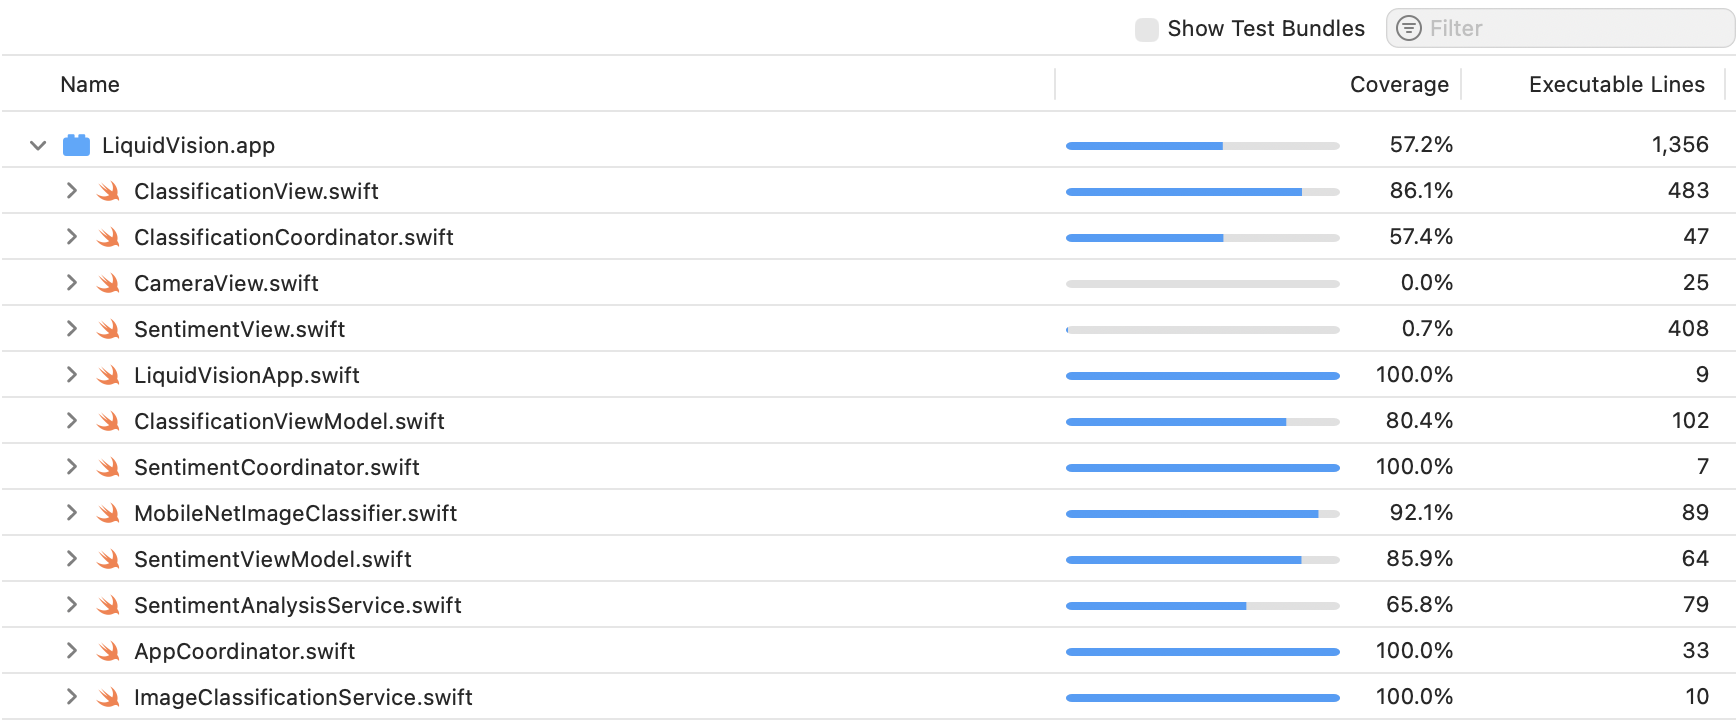 Show Test Bundles Filter
Name Coverage Executable Lines
LiquidVision.app 57.2% 1,356
ClassificationView.swift 86.1% 483
ClassificationCoordinator.swift 57.4% 47
CameraView.swift 0.0% 25
SentimentView.swift 0.7% 408
LiquidVisionApp.swift 100.0% 9
ClassificationViewModel.swift 80.4% 102
SentimentCoordinator.swift 100.0% 7
MobileNetImageClassifier.swift 92.1% 89
SentimentViewModel.swift 85.9% 64
SentimentAnalysisService.swift 65.8% 79
AppCoordinator.swift 100.0% 33
ImageClassificationService.swift 100.0% 10